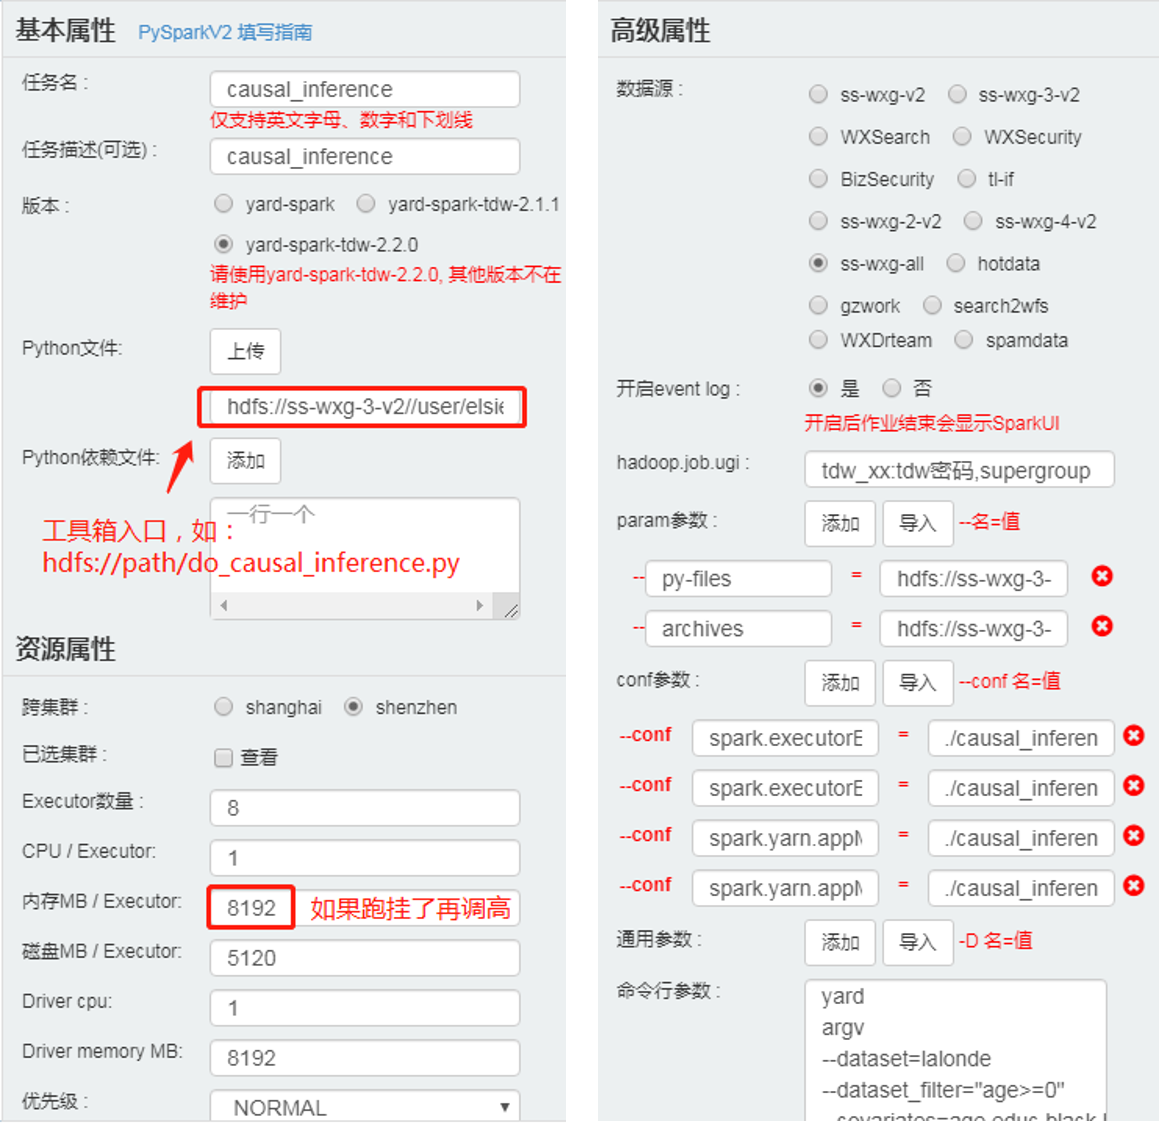 基本属性 PySparkV2 填写指南
任务名 : causal_inference
仅支持英文字母、数字和下划线
任务描述(可选) : causal_inference
版本 : yard-spark yard-spark-tdw-2.1.1
yard-spark-tdw-2.2.0
请使用yard-spark-tdw-2.2.0, 其他版本不在
维护
Python文件: 上传
hdfs://ss-wxg-3-v2//user/elsie
Python依赖文件: 添加
一行一个
工具箱入口，如：
hdfs://path/do_causal_inference.py
资源属性
跨集群 : shanghai shenzhen
已选集群 : 查看
Executor数量 : 8
CPU / Executor: 1
内存MB / Executor: 8192 如果跑挂了再调高
磁盘MB / Executor: 5120
Driver cpu: 1
Driver memory MB: 8192
优先级 : NORMAL
高级属性
数据源 : ss-wxg-v2 ss-wxg-3-v2
WXSearch WXSecurity
BizSecurity tl-if
ss-wxg-2-v2 ss-wxg-4-v2
ss-wxg-all hotdata
gzwork search2wfs
WXDrteam spamdata
开启event log : 是 否
开启后作业结束会显示SparkUI
hadoop.job.ugi : tdw_xx:tdw密码,supergroup
param参数 : 添加 导入 --名=值
-- py-files = hdfs://ss-wxg-3-
-- archives = hdfs://ss-wxg-3-
conf参数 : 添加 导入 --conf 名=值
--conf spark.executorE = ./causal_inferen
--conf spark.executorE = ./causal_inferen
--conf spark.yarn.appM = ./causal_inferen
--conf spark.yarn.appM = ./causal_inferen
通用参数 : 添加 导入 -D 名=值
命令行参数 : yard
argv
--dataset=lalonde
--dataset_filter="age>=0"
--covariates=age,educ,black,